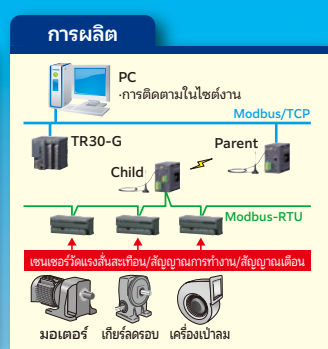 การผลิต
PC
·การติดตามในไซต์งาน
Modbus/TCP
TR30-G
Parent
Child
Modbus-RTU
เซนเซอร์วัดแรงสั่นสะเทือน/สัญญาณการทำงาน/สัญญาณเตือน
มอเตอร์ เกียร์ลดรอบ เครื่องเป่าลม